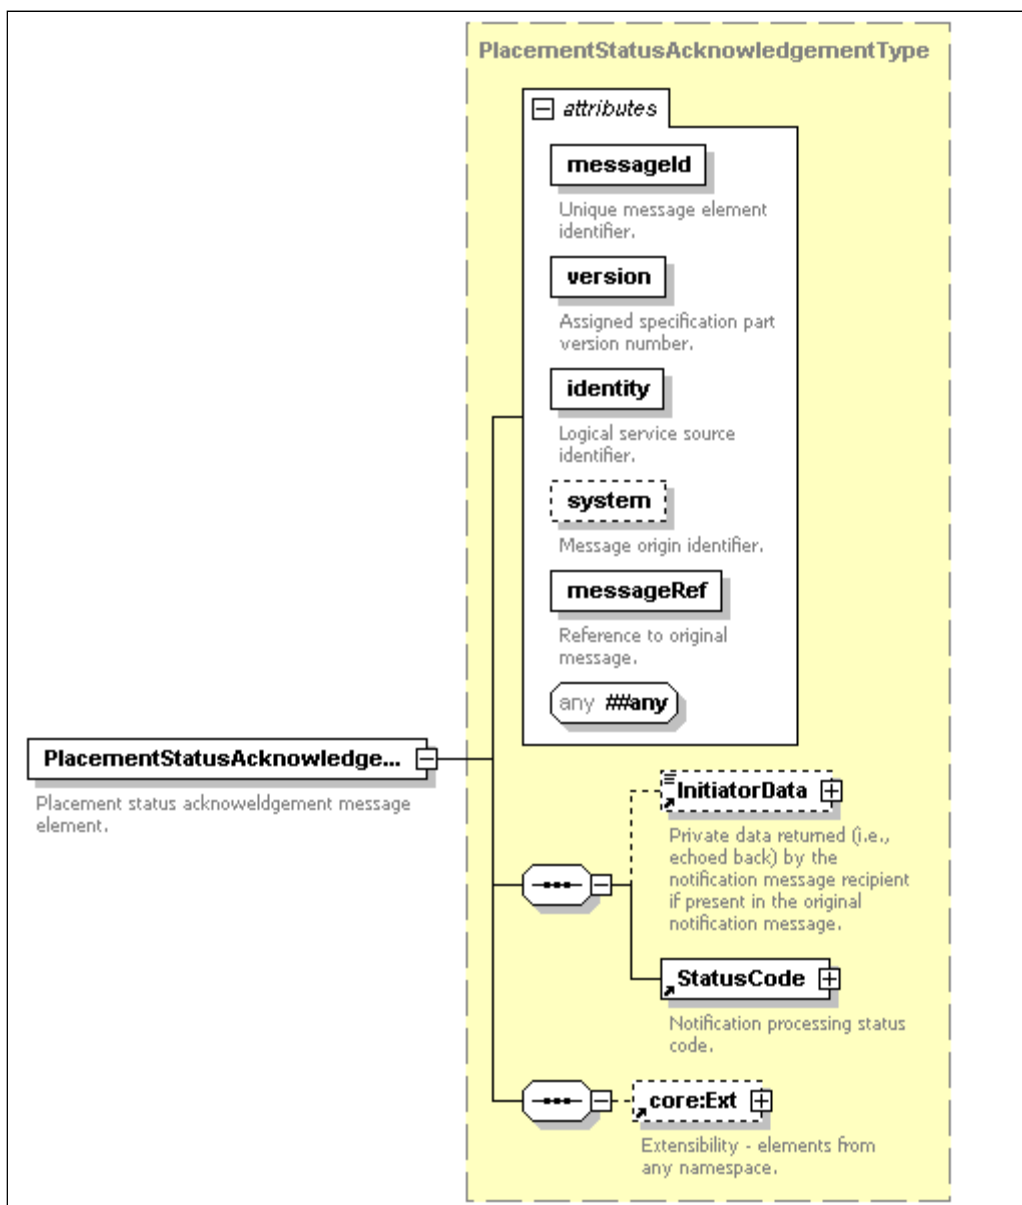 PlacementStatusAcknowledgementType
attributes
messageId
Unique message element
identifier.
version
Assigned specification part
version number.
identity
Logical service source
identifier.
system
Message origin identifier.
messageRef
Reference to original
message.
any ##any
PlacementStatusAcknowledge...
Placement status acknoweldgement message
element.
InitiatorData
Private data returned (i.e.,
echoed back) by the
notification message recipient
if present in the original
notification message.
StatusCode
Notification processing status
code.
core:Ext
Extensibility - elements from
any namespace.